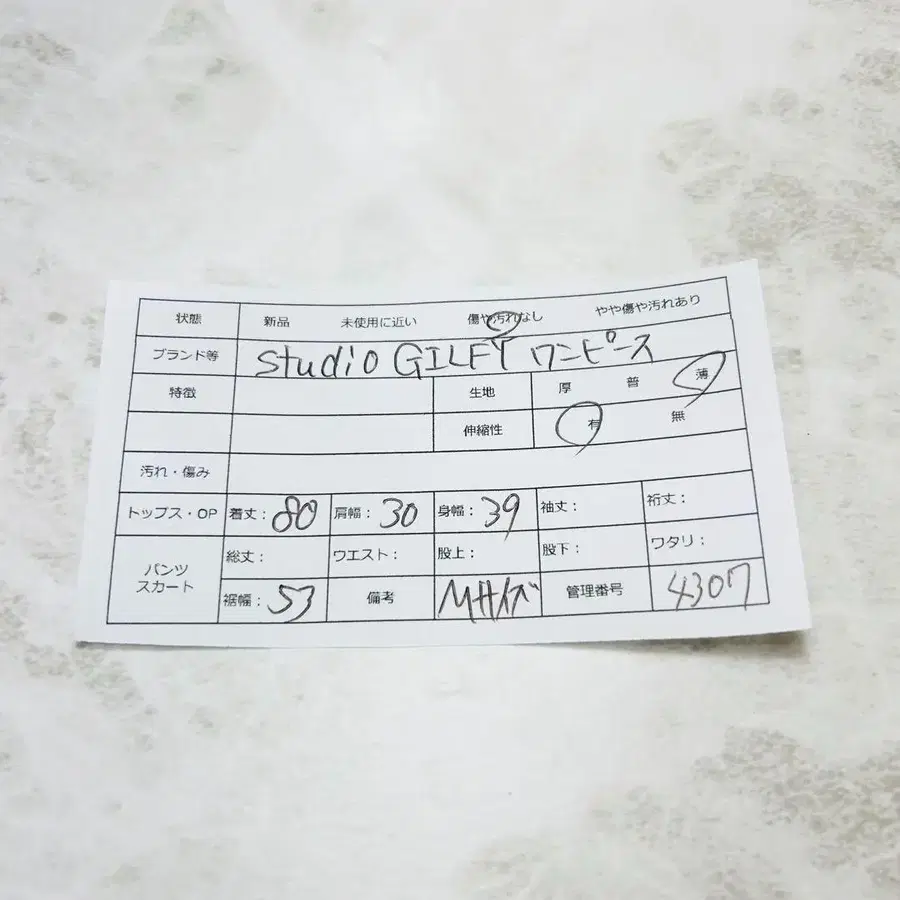 状態 新品 未使用に近い 傷や汚れなし やや傷や汚れあり
ブランド等 studio GILFY ワンピース
特徴 生地 厚 普 薄
伸縮性 有 無
汚れ・傷み
トップス・OP 着丈: 80 肩幅: 30 身幅: 39 袖丈: 裄丈:
パンツ スカート 総丈: ウエスト: 股上: 股下: ワタリ:
裾幅: 53 備考 Mサイズ 管理番号 4307